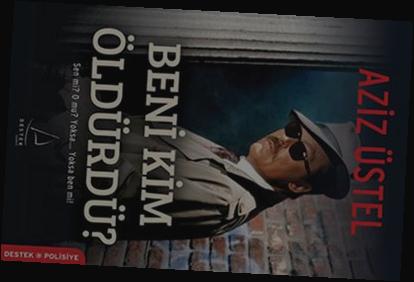 AZİZ ÜSTEL
BENİ KİM
ÖLDÜRDÜ?
Sen mi? O mu? Yoksa... Yoksa ben mi!
DESTEK
DESTEK POLİSİYE